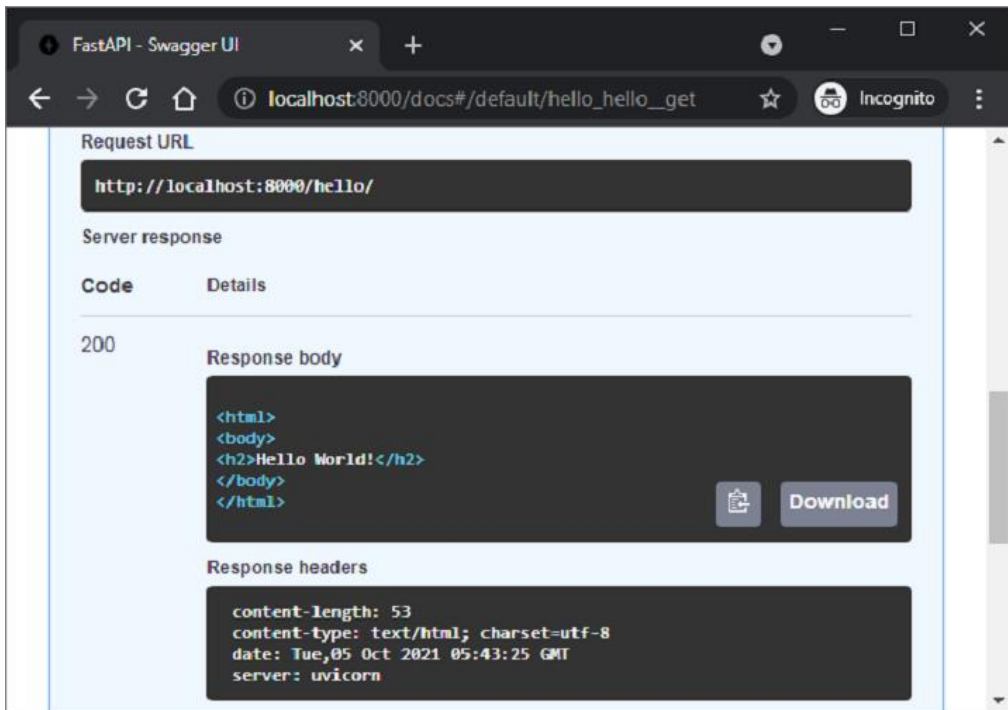 FastAPI - Swagger UI
localhost:8000/docs#/default/hello_hello__get
Incognito
Request URL
http://localhost:8000/hello/
Server response
Code Details
200
Response body
<html>
<body>
<h2>Hello World!</h2>
</body>
</html>
Download
Response headers
content-length: 53
content-type: text/html; charset=utf-8
date: Tue,05 Oct 2021 05:43:25 GMT
server: uvicorn